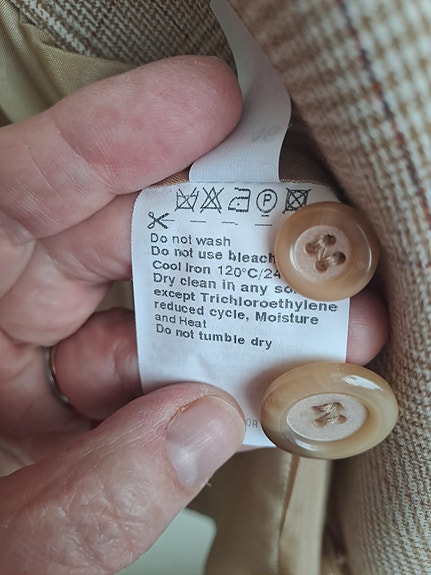 P
Do not wash
Do not use bleach
Cool Iron 120°C/24
Dry clean in any
except Trichloroethylene
reduced cycle, Moisture
and Heat
Do not tumble dry
OR